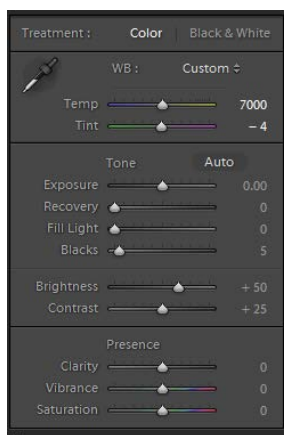 Treatment : Color | Black & White
WB : Custom
Temp 7000
Tint – 4
Tone Auto
Exposure 0.00
Recovery 0
Fill Light 0
Blacks 5
Brightness + 50
Contrast + 25
Presence
Clarity 0
Vibrance 0
Saturation 0